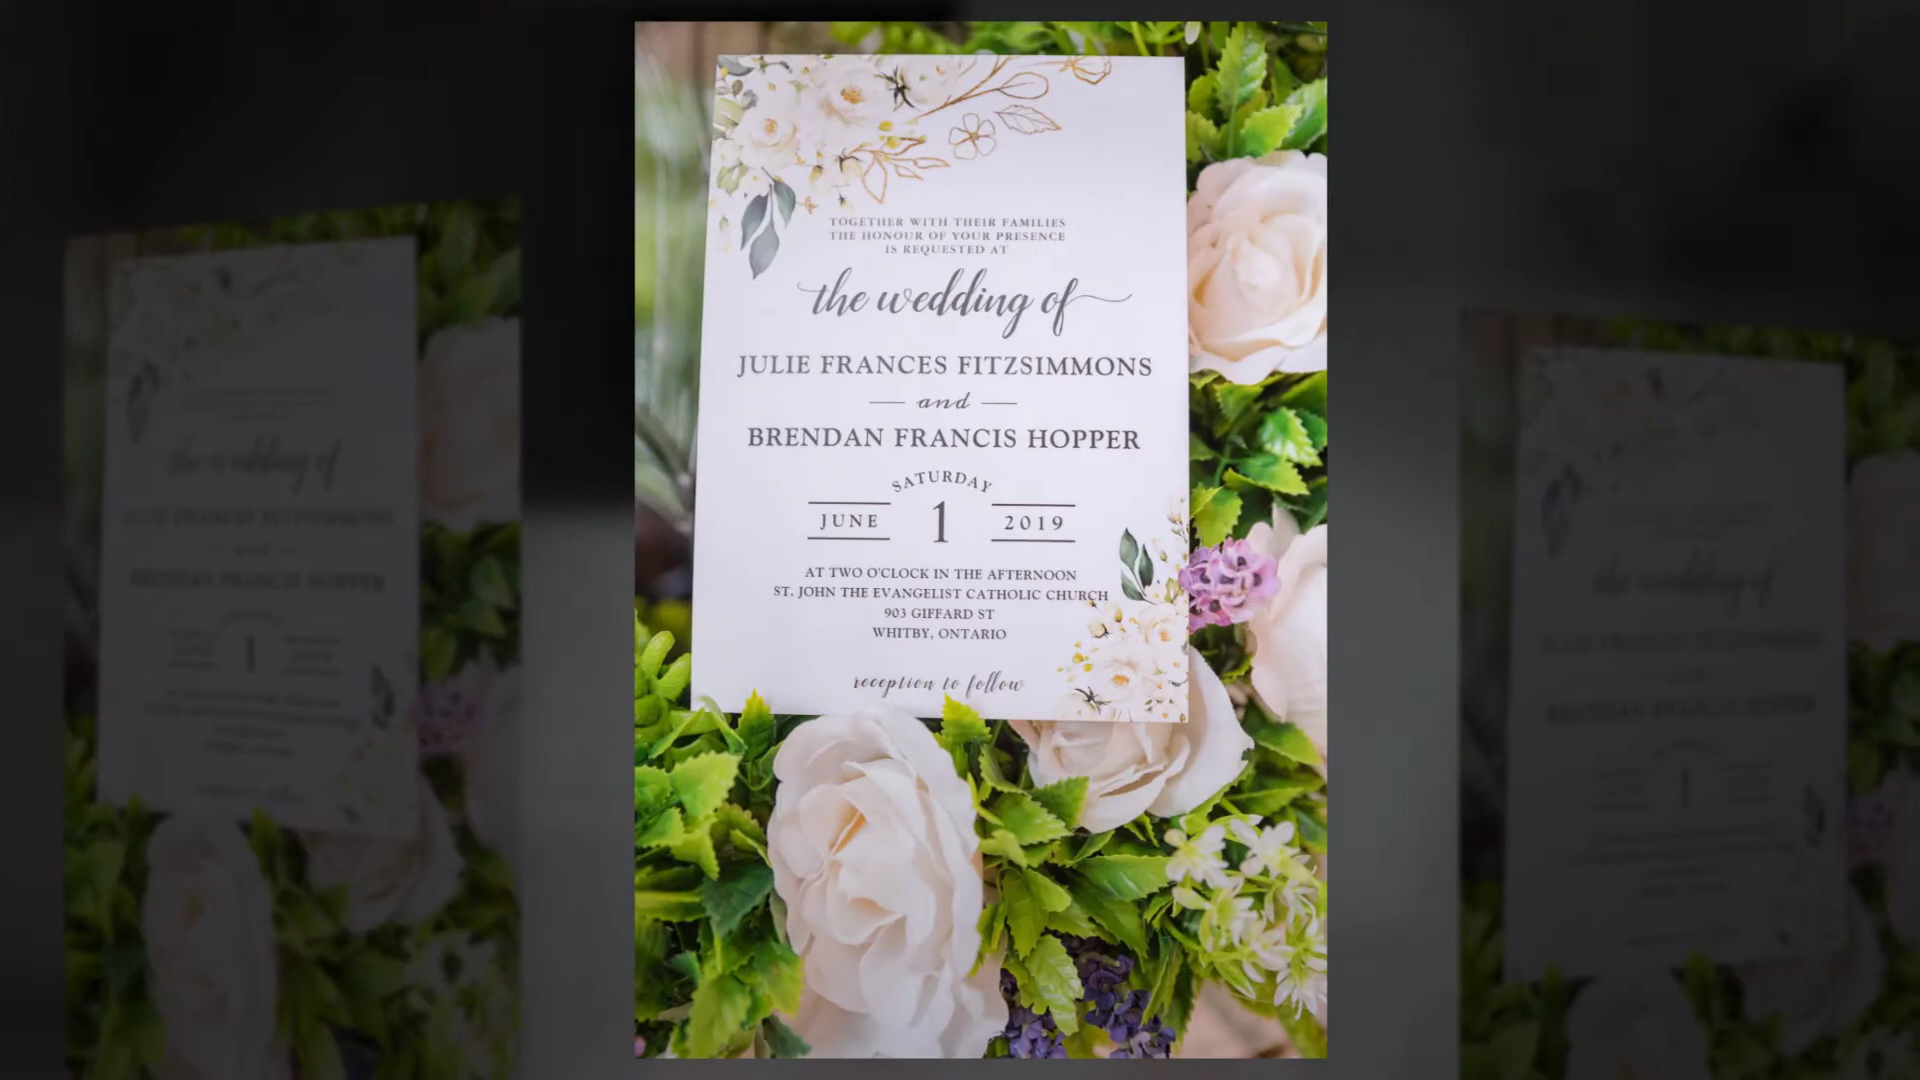 TOGETHER WITH THEIR FAMILIES
THE HONOUR OF YOUR PRESENCE
IS REQUESTED AT
the wedding of
JULIE FRANCES FITZSIMMONS
and
BRENDAN FRANCIS HOPPER
SATURDAY
JUNE 1 2019
AT TWO O'CLOCK IN THE AFTERNOON
ST. JOHN THE EVANGELIST CATHOLIC CHURCH
903 GIFFARD ST
WHITBY, ONTARIO
reception to follow